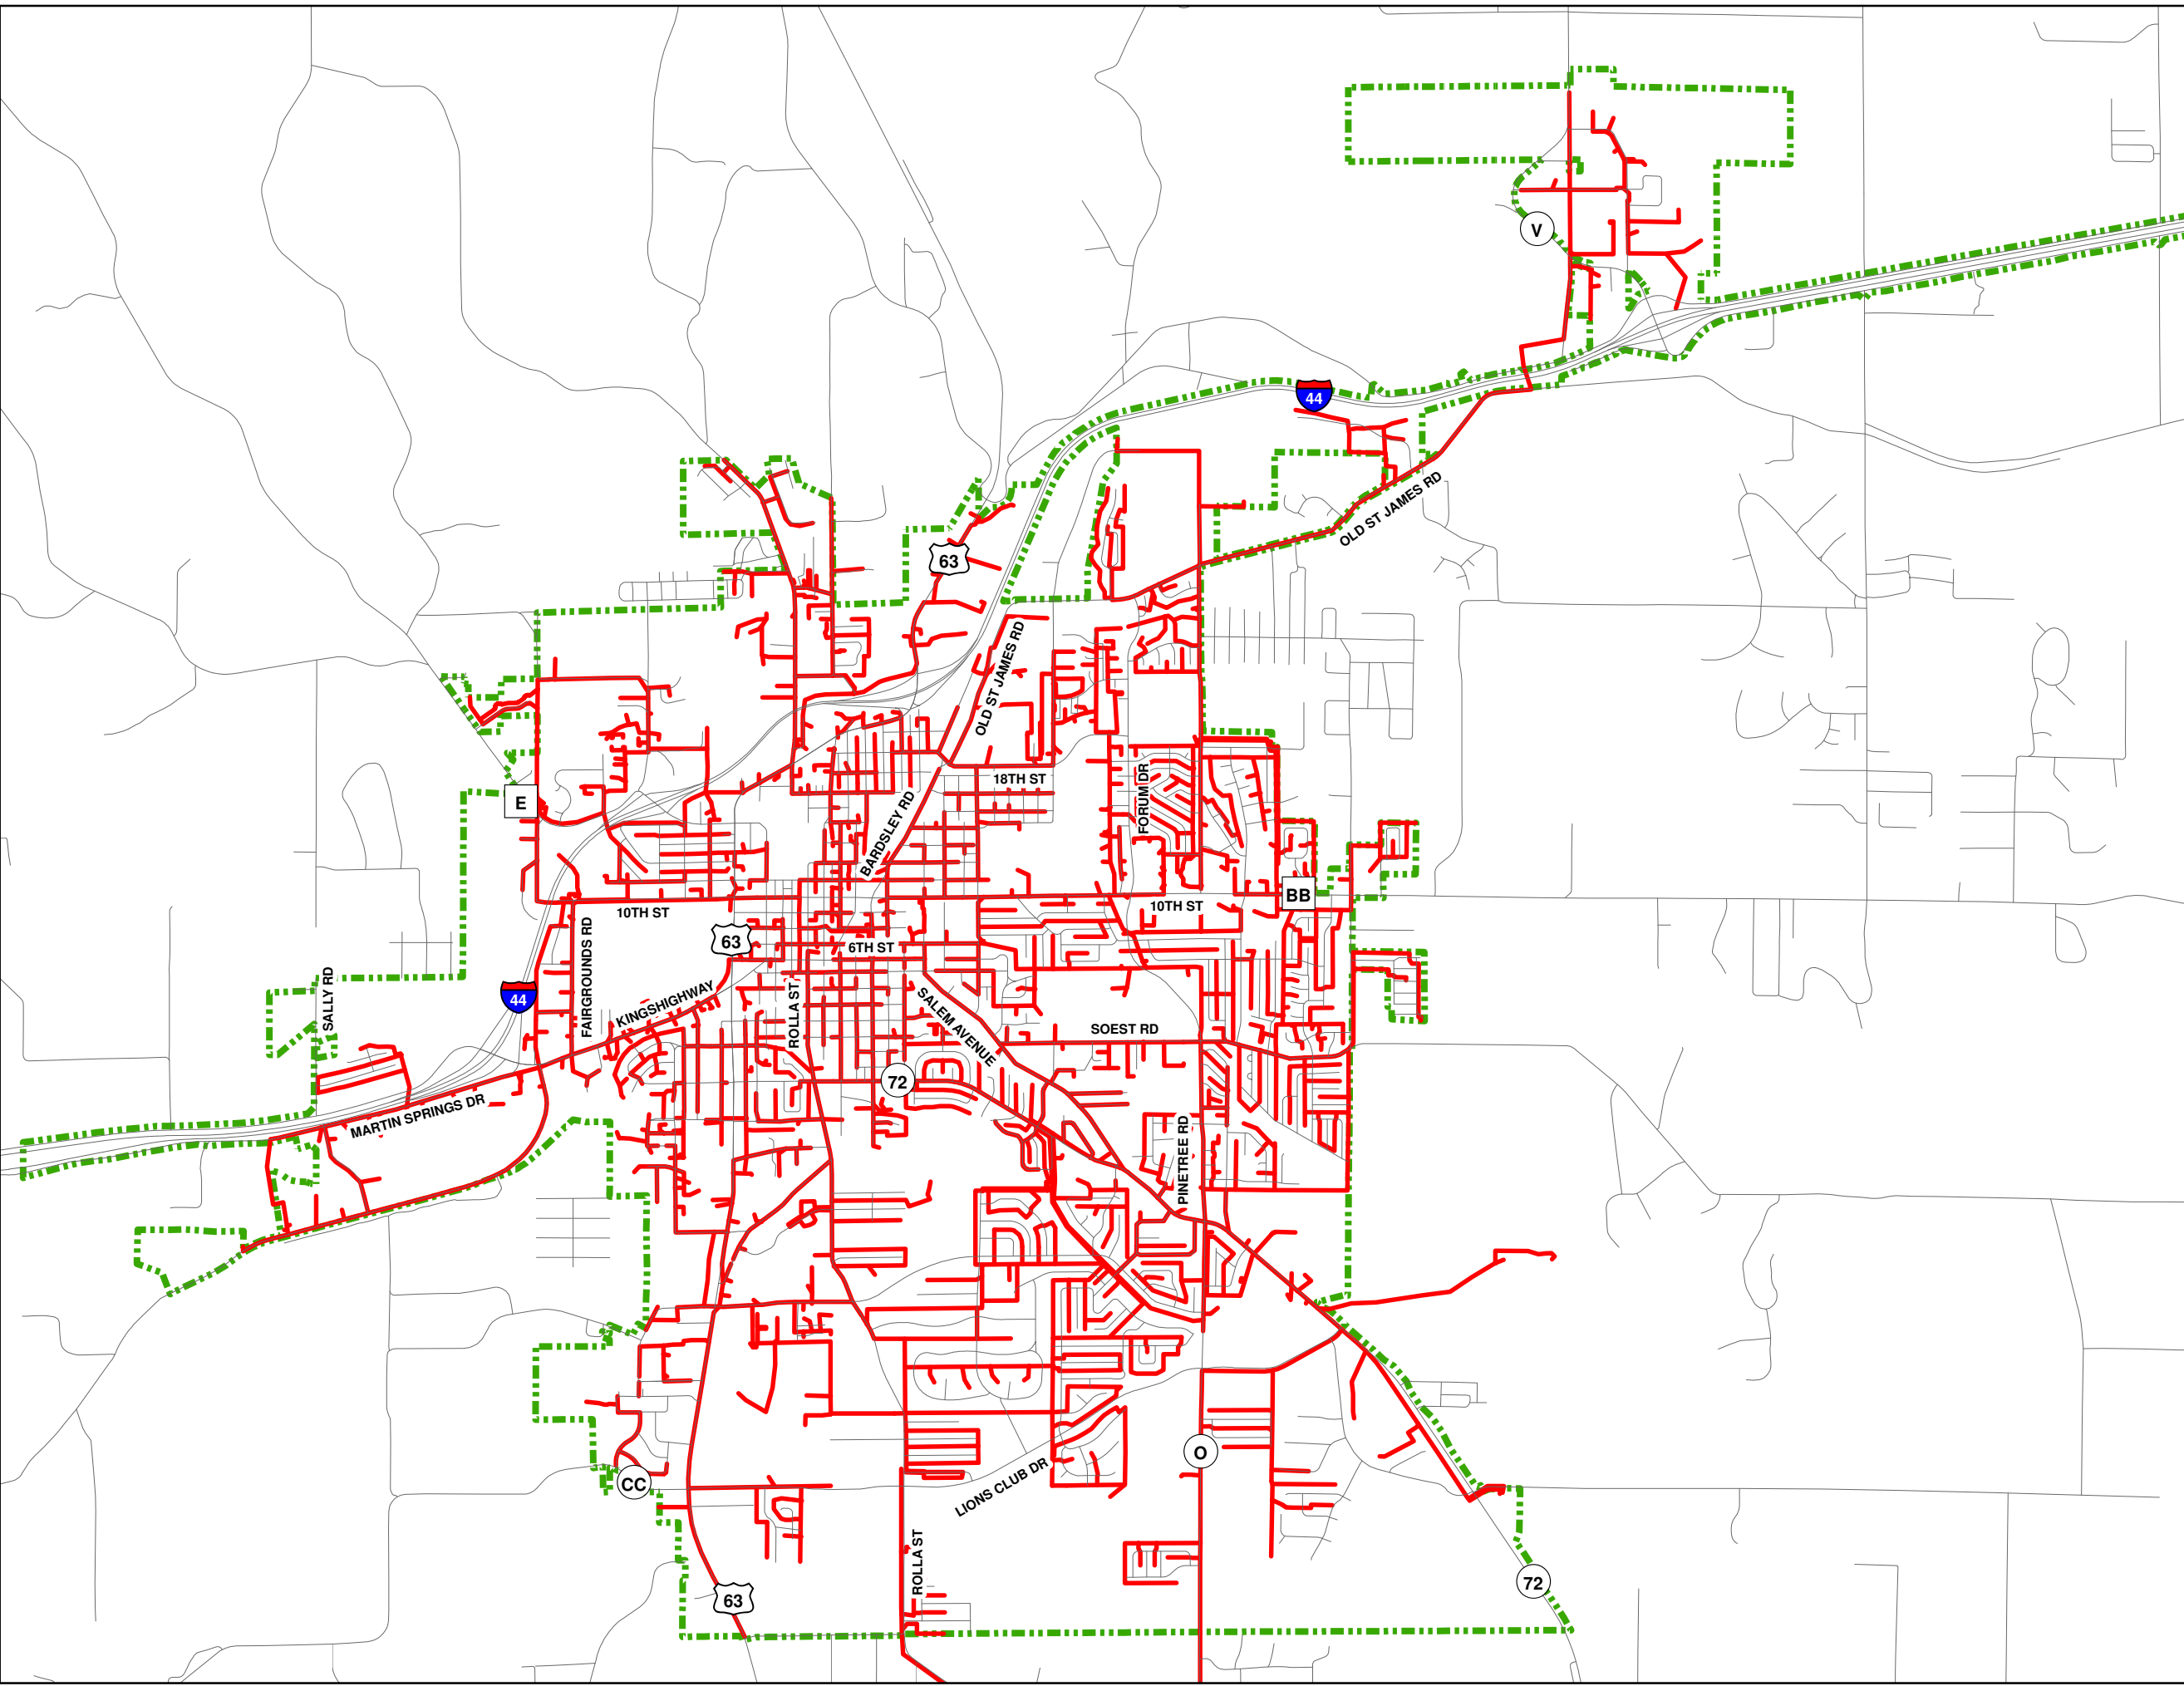 V
44
OLD ST JAMES RD
63
OLD ST JAMES RD
18TH ST
FORUM DR
E
BARDSLEY RD
BB
10TH ST
10TH ST
63
6TH ST
FAIRGROUNDS RD
SALLY RD
44
KINGSHIGHWAY
ROLLA ST
SALEM AVENUE
SOEST RD
72
MARTIN SPRINGS DR
PINETREE RD
O
CC
LIONS CLUB DR
ROLLA ST
63
72